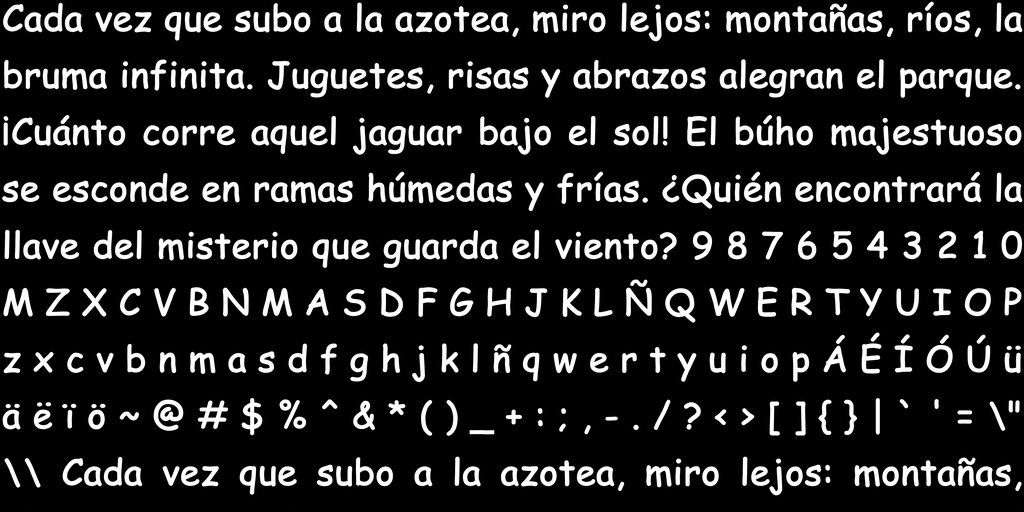 Cada vez que subo a la azotea, miro lejos: montañas, ríos, la
bruma infinita. Juguetes, risas y abrazos alegran el parque.
¡Cuánto corre aquel jaguar bajo el sol! El búho majestuoso
se esconde en ramas húmedas y frías. ¿Quién encontrará la
llave del misterio que guarda el viento? 9 8 7 6 5 4 3 2 1 0
M Z X C V B N M A S D F G H J K L Ñ Q W E R T Y U I O P
z x c v b n m a s d f g h j k l ñ q w e r t y u i o p Á É Í Ó Ú ü
ä ë ï ö ~ @ # $ % ^ & * ( ) _ + : ; , - . / ? < > [ ] { } | ` ' = \"
\\ Cada vez que subo a la azotea, miro lejos: montañas,